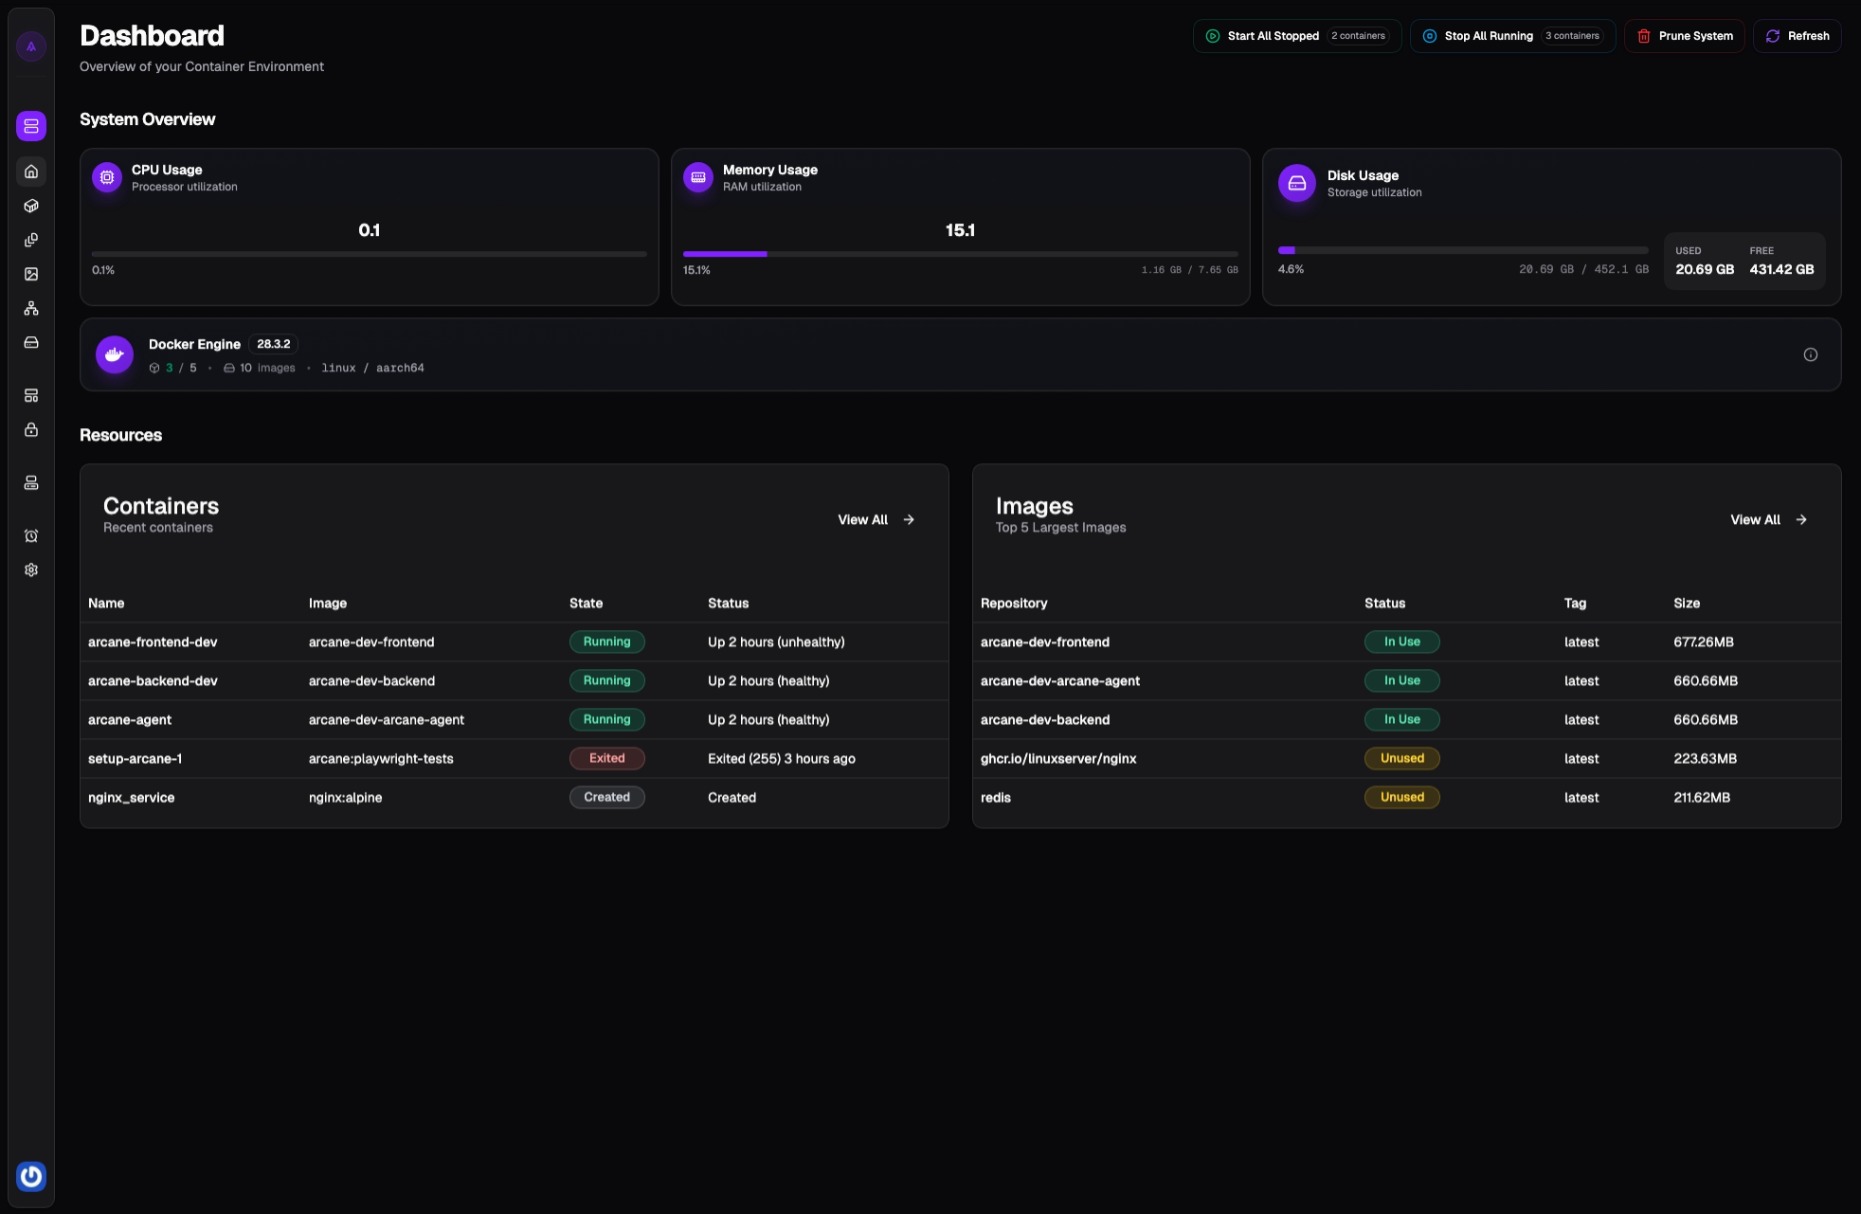 Dashboard
Overview of your Container Environment
Start All Stopped 2 containers
Stop All Running 3 containers
Prune System
Refresh
System Overview
CPU Usage
Processor utilization
0.1
0.1%
Memory Usage
RAM utilization
15.1
15.1% 1.16 GB / 7.65 GB
Disk Usage
Storage utilization
4.6% 20.69 GB / 452.1 GB
USED FREE
20.69 GB 431.42 GB
Docker Engine 28.3.2
3 / 5 • 10 images • linux / aarch64
Resources
Containers
Recent containers
View All
Name Image State Status
arcane-frontend-dev arcane-dev-frontend Running Up 2 hours (unhealthy)
arcane-backend-dev arcane-dev-backend Running Up 2 hours (healthy)
arcane-agent arcane-dev-arcane-agent Running Up 2 hours (healthy)
setup-arcane-1 arcane:playwright-tests Exited Exited (255) 3 hours ago
nginx_service nginx:alpine Created Created
Images
Top 5 Largest Images
View All
Repository Status Tag Size
arcane-dev-frontend In Use latest 677.26MB
arcane-dev-arcane-agent In Use latest 660.66MB
arcane-dev-backend In Use latest 660.66MB
ghcr.io/linuxserver/nginx Unused latest 223.63MB
redis Unused latest 211.62MB